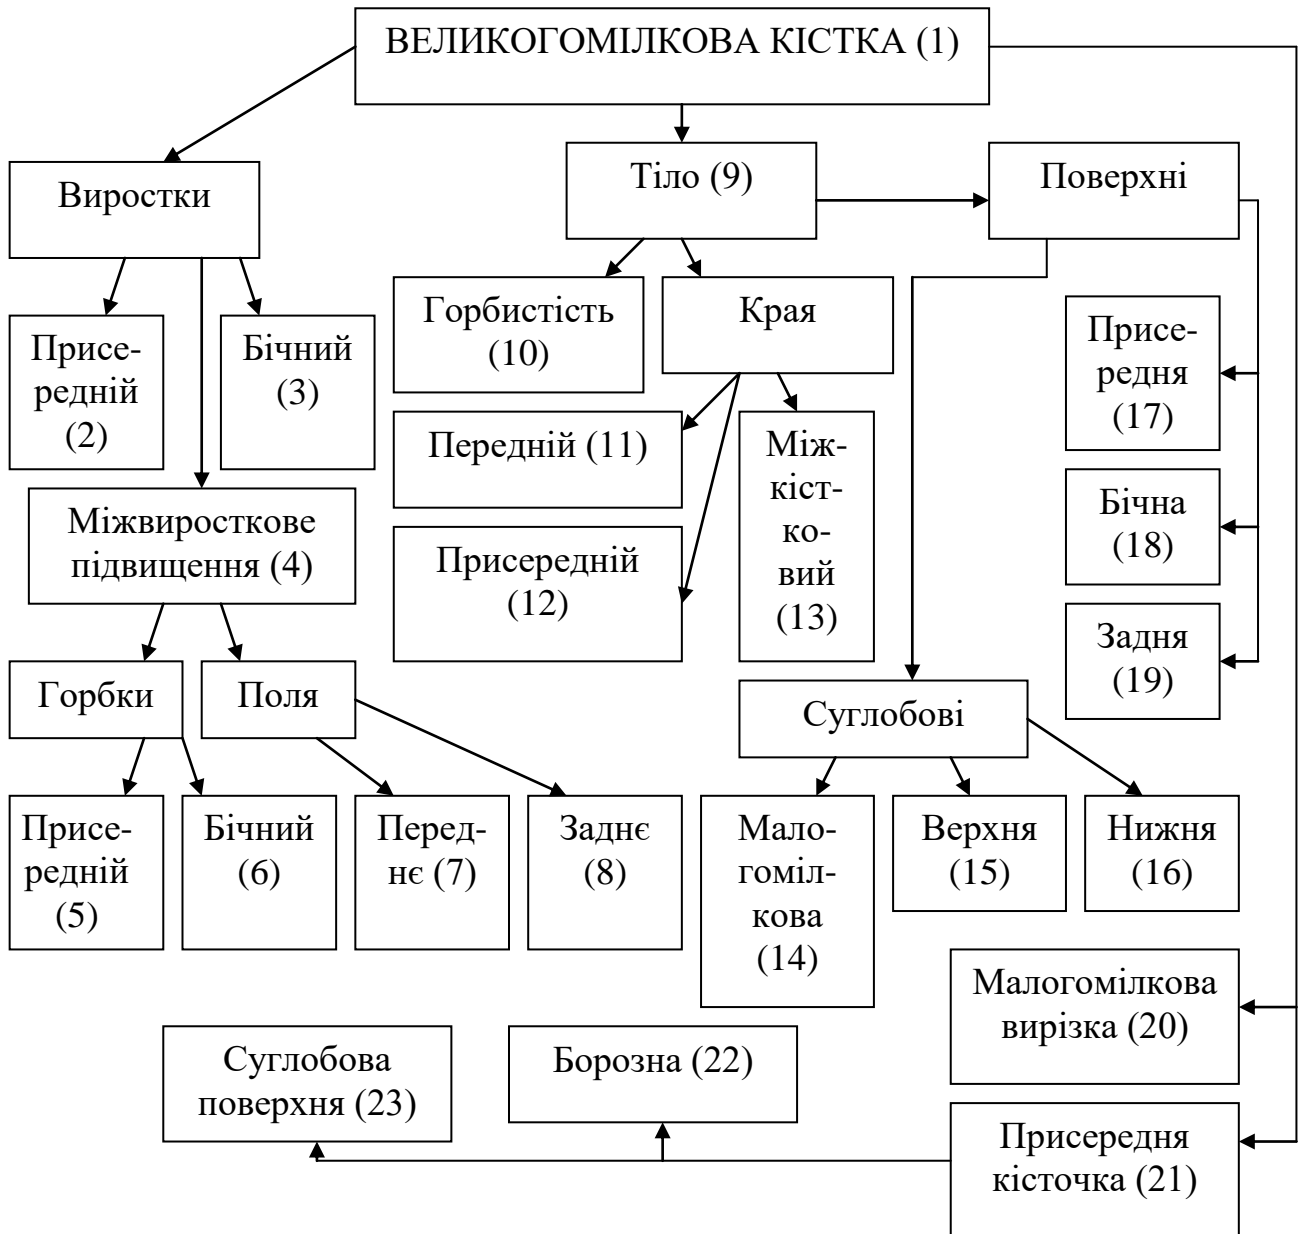 ВЕЛИКОГОМІЛКОВА КІСТКА (1)
Виростки
Тіло (9)
Поверхні
Присе-
редній
(2)
Бічний
(3)
Горбистість
(10)
Края
Присе-
редня
(17)
Передній (11)
Між-
кіст-
ко-
вий
(13)
Бічна
(18)
Міжвиросткове
підвищення (4)
Присередній
(12)
Задня
(19)
Горбки
Поля
Суглобові
Присе-
редній
(5)
Бічний
(6)
Перед-
нє (7)
Заднє
(8)
Мало-
гоміл-
кова
(14)
Верхня
(15)
Нижня
(16)
Малогомілкова
вирізка (20)
Суглобова
поверхня (23)
Борозна (22)
Присередня
кісточка (21)